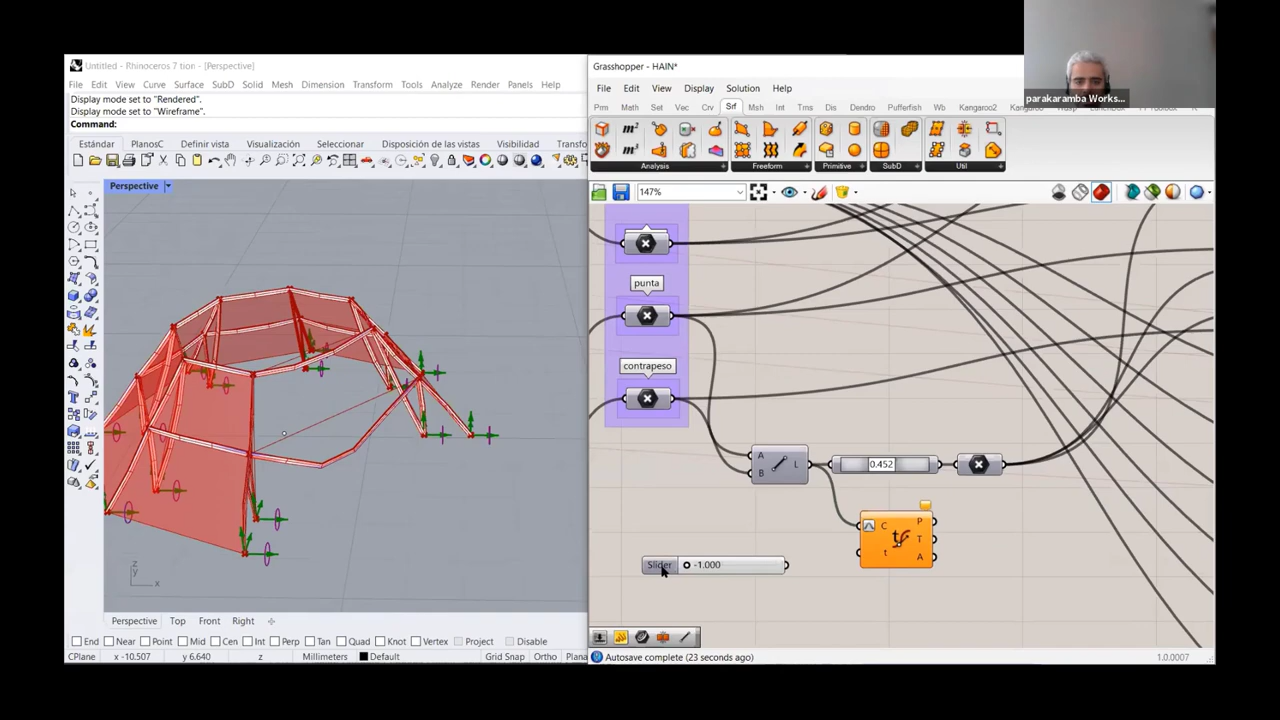 Untitled - Rhinoceros 7 tion - [Perspective]
File Edit View Curve Surface SubD Solid Mesh Dimension Transform Tools Analyze Render Panels Help
Display mode set to "Rendered".
Display mode set to "Wireframe".
Command:
Estándar PlanosC Definir vista Visualización Seleccionar Disposición de las vistas Visibilidad Transfo
Perspective
z
y
x
Perspective Top Front Right
End Near Point Mid Cen Int Perp Tan Quad Knot Vertex Project Disable
CPlane x -10.507 y 6.640 z Millimeters Default Grid Snap Ortho Plana
Grasshopper - HAIN*
parakaramba Works...
File Edit View Display Solution Help
Prm Math Set Vec Crv Srf Msh Int Trns Dis Dendro Pufferfish Wb Kangaroo2
m² m³
Analysis Freeform Primitive SubD Util
147%
punta
contrapeso
A
B
L
0.452
C
t
P
T
A
Slider -1.000
Autosave complete (23 seconds ago)
1.0.0007